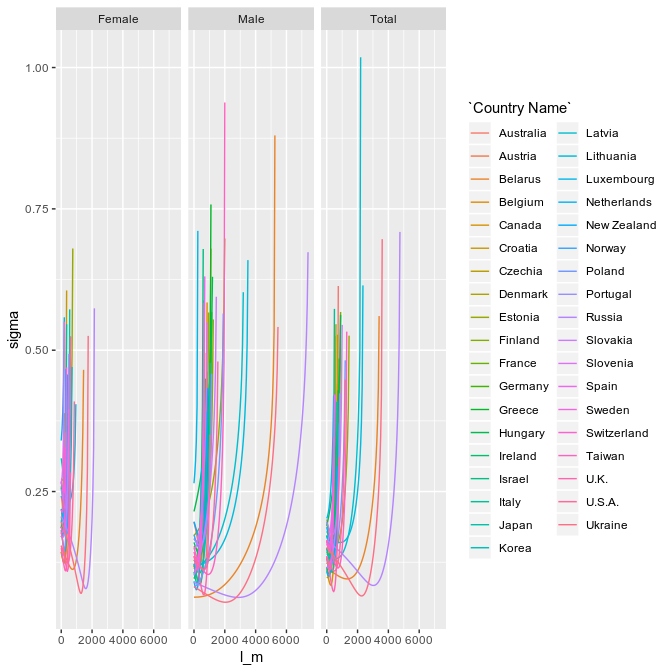 Female Male Total
1.00
0.75
0.50
0.25
sigma
0 2000 4000 6000 0 2000 4000 6000 0 2000 4000 6000
l_m
`Country Name`
Australia
Austria
Belarus
Belgium
Canada
Croatia
Czechia
Denmark
Estonia
Finland
France
Germany
Greece
Hungary
Ireland
Israel
Italy
Japan
Korea
Latvia
Lithuania
Luxembourg
Netherlands
New Zealand
Norway
Poland
Portugal
Russia
Slovakia
Slovenia
Spain
Sweden
Switzerland
Taiwan
U.K.
U.S.A.
Ukraine